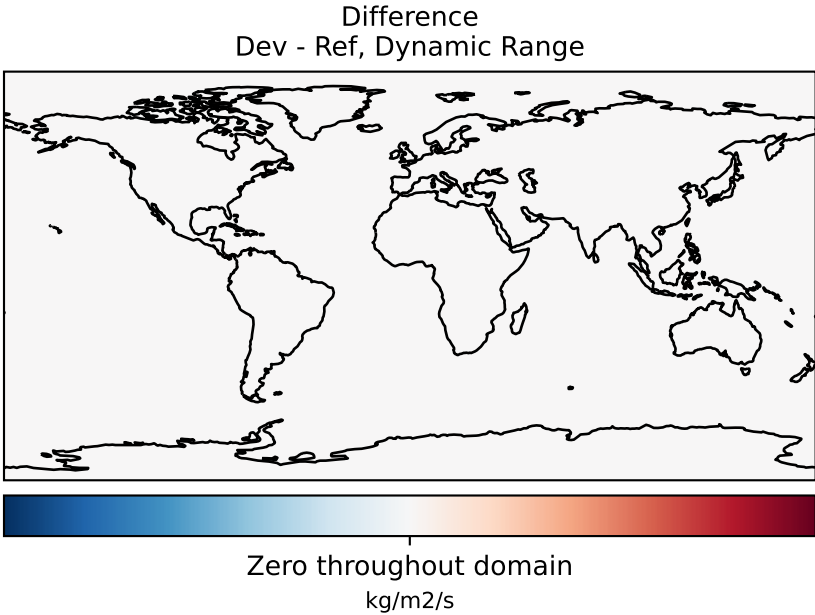 Difference
Dev - Ref, Dynamic Range
Zero throughout domain
kg/m2/s